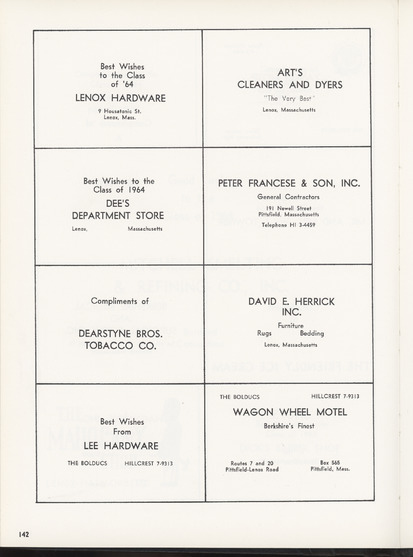 Best Wishes
to the Class
of '64
LENOX HARDWARE
9 Housatonic St.
Lenox, Mass.
ART'S
CLEANERS AND DYERS
"The Very Best"
Lenox, Massachusetts
Best Wishes to the
Class of 1964
DEE'S
DEPARTMENT STORE
Lenox, Massachusetts
PETER FRANCESE & SON, INC.
General Contractors
191 Newell Street
Pittsfield, Massachusetts
Telephone HI 3-4459
Compliments of
DEARSTYNE BROS.
TOBACCO CO.
DAVID E. HERRICK
INC.
Furniture
Rugs Bedding
Lenox, Massachusetts
Best Wishes
From
LEE HARDWARE
THE BOLDUCS HILLCREST 7-9313
THE BOLDUCS HILLCREST 7-9313
WAGON WHEEL MOTEL
Berkshire's Finest
Routes 7 and 20 Box 568
Pittsfield-Lenox Road Pittsfield, Mass.
142